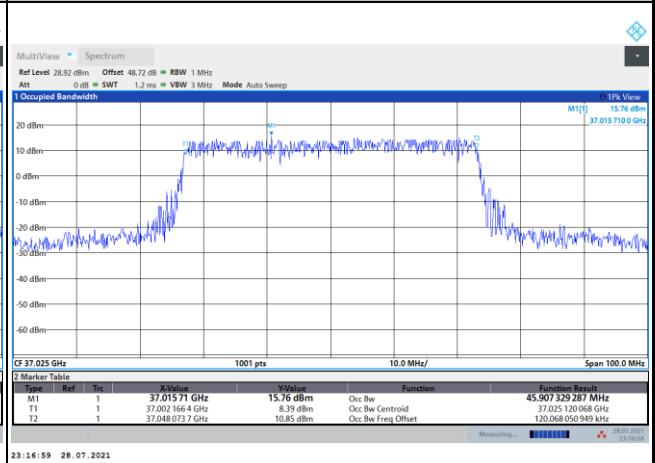 MultiView Spectrum
Ref Level 28.92 dBm Offset 48.72 dB RBW 1 MHz
Att 0 dB SWT 1.2 ms VBW 3 MHz Mode Auto Sweep
1 Occupied Bandwidth 1Pk View
M1[1] 15.76 dBm
37.015 710 0 GHz
M1
T1
T2
20 dBm
10 dBm
0 dBm
-10 dBm
-20 dBm
-30 dBm
-40 dBm
-50 dBm
-60 dBm
CF 37.025 GHz 1001 pts 10.0 MHz/ Span 100.0 MHz
2 Marker Table
Type Ref Trc X-Value Y-Value Function Function Result
M1 1 37.015 71 GHz 15.76 dBm Occ Bw 45.907 329 287 MHz
T1 1 37.002 166 4 GHz 8.39 dBm Occ Bw Centroid 37.025 120 068 GHz
T2 1 37.048 073 7 GHz 10.85 dBm Occ Bw Freq Offset 120.068 050 949 kHz
Measuring... 28.07.2021
23:16:58
23:16:59 28.07.2021